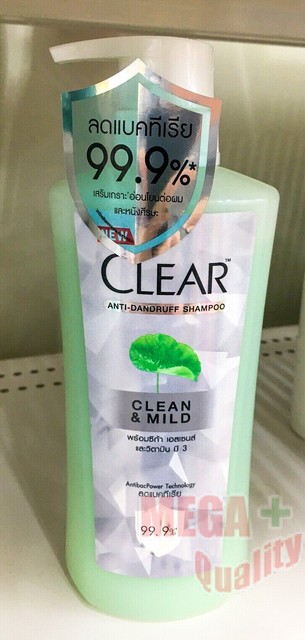 ลดแบคทีเรีย
99.9%*
เสริมเกราะ อ่อนโยนต่อผม
และหนังศีรษะ
NEW
CLEAR™
ANTI-DANDRUFF SHAMPOO
CLEAN
& MILD
พร้อมซิก้า เอสเซนส์
และวิตามิน บี 3
AntibacPower Technology
ลดแบคทีเรีย
99.9%*
MEGA +
Quality